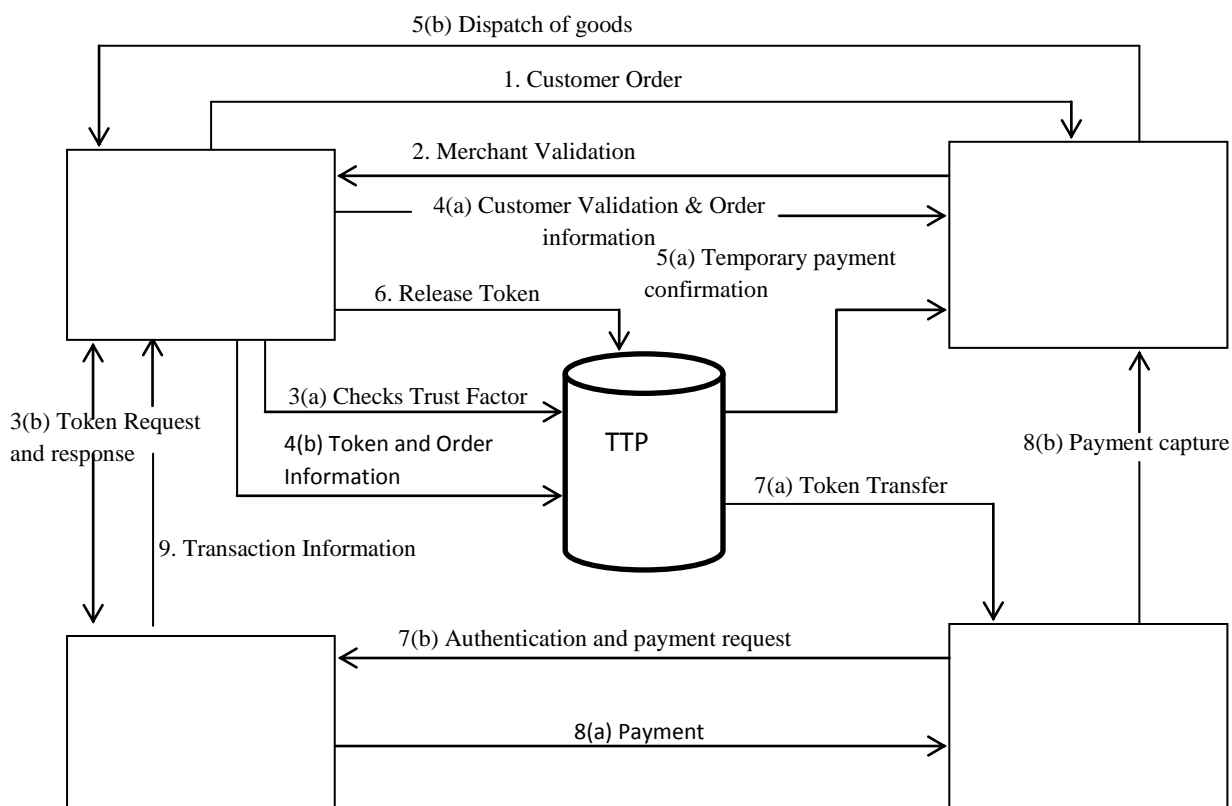 5(b) Dispatch of goods
1. Customer Order
2. Merchant Validation
4(a) Customer Validation & Order
information
5(a) Temporary payment
confirmation
6. Release Token
3(a) Checks Trust Factor
3(b) Token Request
and response
4(b) Token and Order
Information
TTP
8(b) Payment capture
7(a) Token Transfer
9. Transaction Information
7(b) Authentication and payment request
8(a) Payment